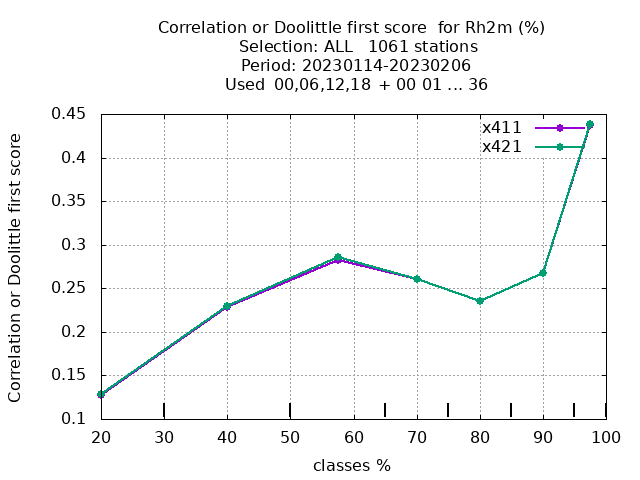 Correlation or Doolittle first score  for Rh2m (%)
Selection: ALL   1061 stations
Period: 20230114-20230206
Used  00,06,12,18 + 00 01 ... 36
x411
x421
Correlation or Doolittle first score
0.45
0.4
0.35
0.3
0.25
0.2
0.15
0.1
20 30 40 50 60 70 80 90 100
classes %